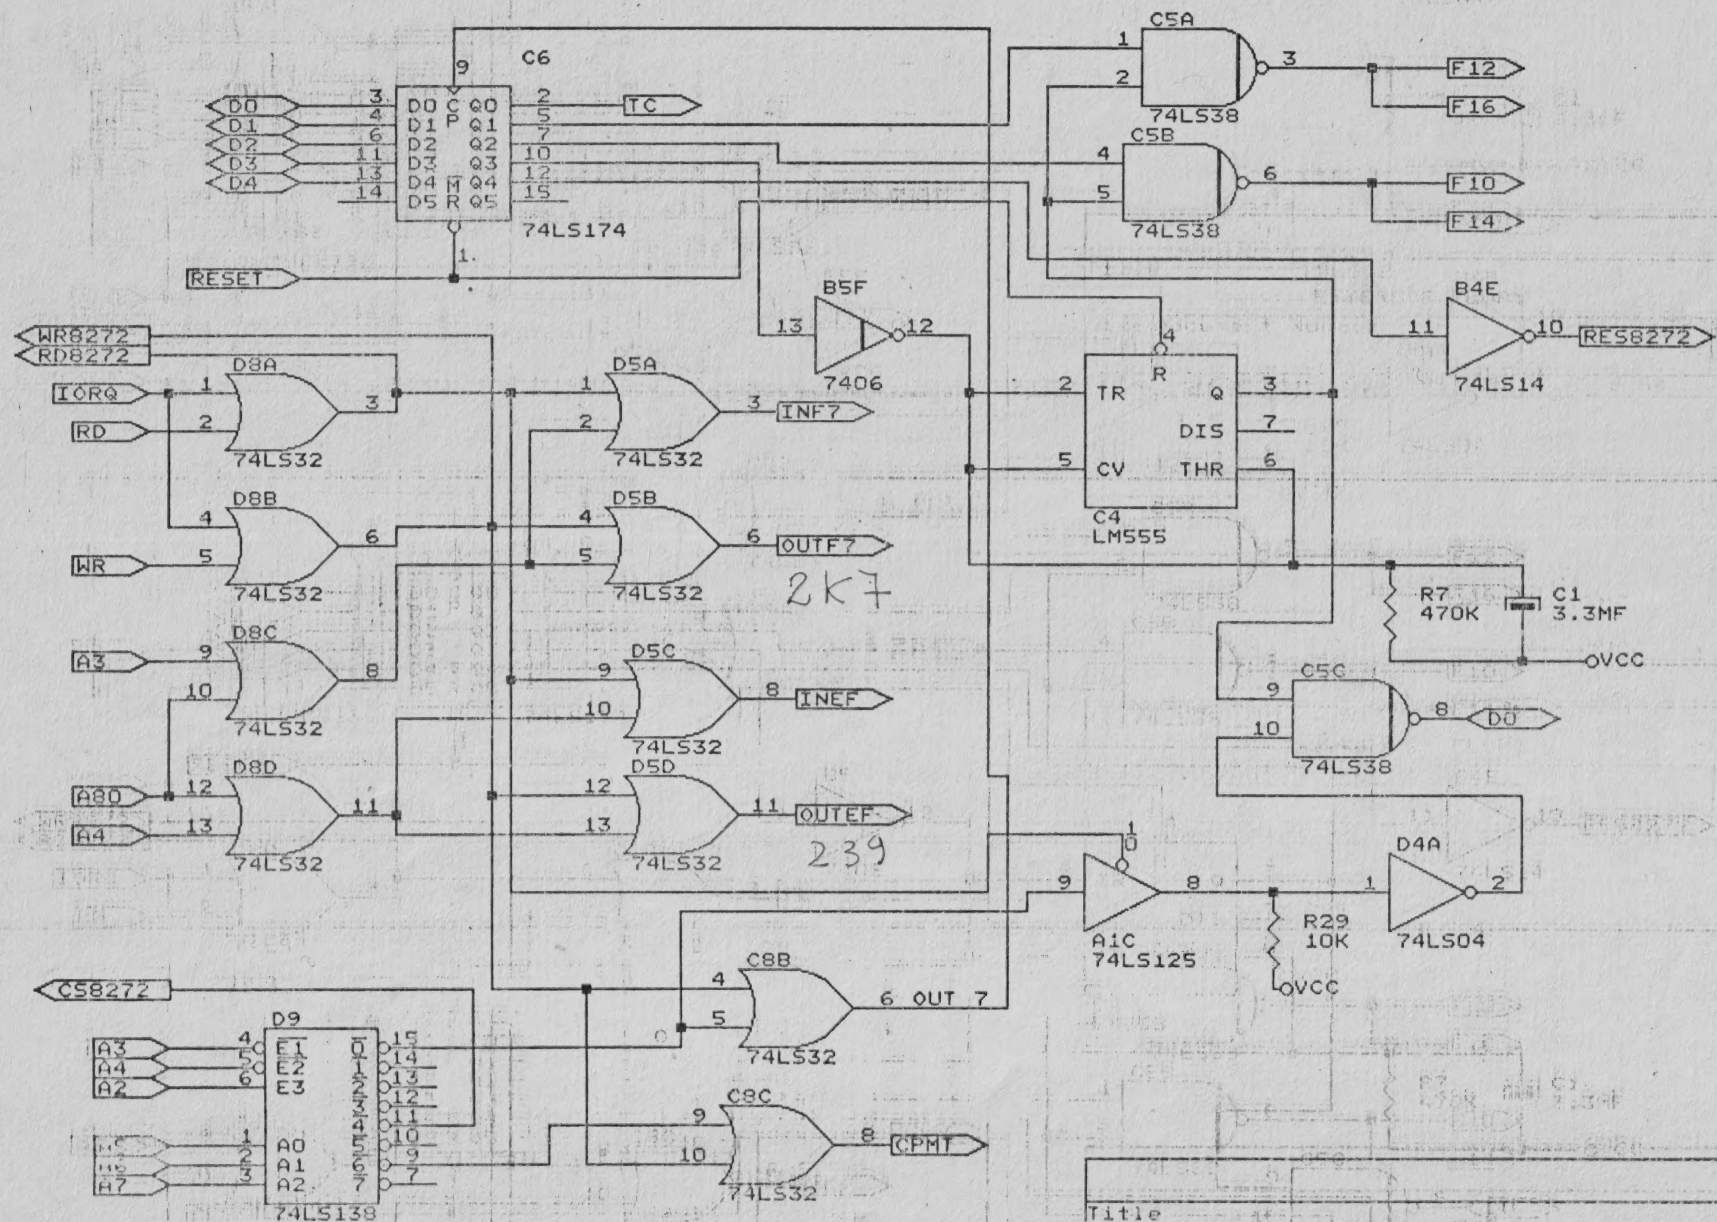 C5A
1
2
3
74LS38
F12
F16
C6
9
D0
D1
D2
D3
D4
3
4
6
11
13
14
D0 C Q0
P
D1 Q1
D2 Q2
D3 Q3
D4 M Q4
D5 R Q5
2
5
7
10
12
15
TC
74LS174
1
RESET
C5B
4
5
6
74LS38
F10
F14
B5F
13
12
7406
B4E
11
10
RES8272
74LS14
WR8272
RD8272
IORQ
RD
D8A
1
2
3
74LS32
D5A
1
2
3
INF7
74LS32
4
R
2
TR
Q
3
DIS
7
5
CV
THR
6
C4
LM555
WR
D8B
4
5
6
74LS32
D5B
4
5
6
OUTF7
74LS32
2K7
R7
470K
C1
3.3MF
VCC
A3
D8C
9
10
8
74LS32
D5C
9
10
8
INEF
74LS32
C5C
9
10
8
D0
74LS38
A80
A4
D8D
12
13
11
74LS32
D5D
12
13
11
OUTEF
74LS32
239
1
0
9
8
A1C
74LS125
R29
10K
VCC
D4A
1
2
74LS04
CS8272
D9
A3
A4
A2
4
5
6
E1
E2
E3
A7
1
2
3
A0
A1
A2
0
1
2
3
4
5
6
7
15
14
13
12
11
10
9
7
74LS138
C8B
4
5
6 OUT 7
74LS32
C8C
9
10
8
CPMT
74LS32
Title